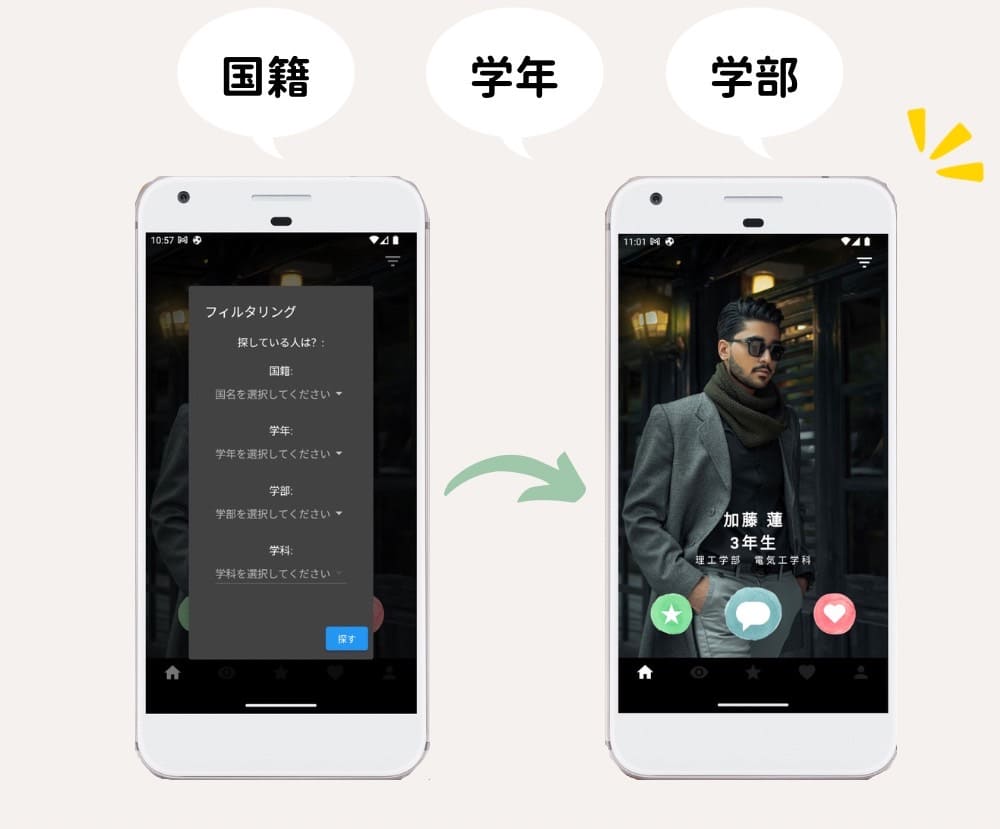 国籍
学年
学部
10:57
フィルタリング
探している人は? :
国籍:
国名を選択してください
学年:
学年を選択してください
学部:
学部を選択してください
学科:
学科を選択してください
探す
11:01
加藤 蓮
3年生
理工学部 電気工学科